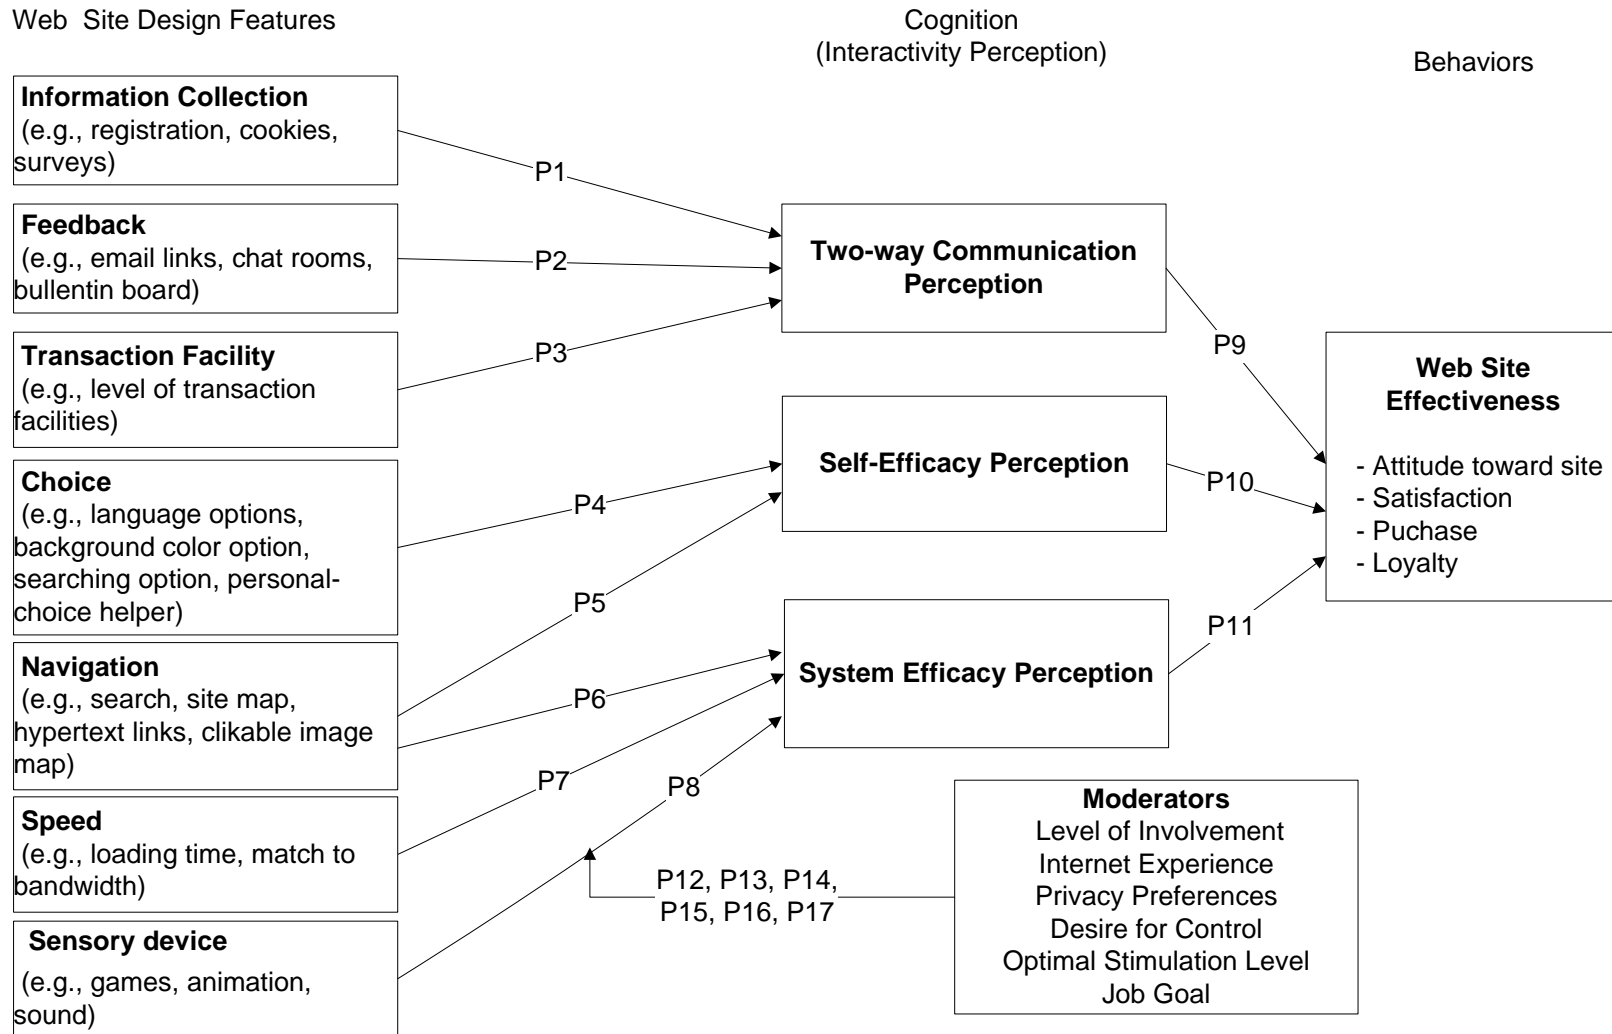 Web Site Design Features
Cognition
(Interactivity Perception)
Behaviors
Information Collection
(e.g., registration, cookies,
surveys)
Feedback
(e.g., email links, chat rooms,
bullentin board)
Transaction Facility
(e.g., level of transaction
facilities)
Choice
(e.g., language options,
background color option,
searching option, personal-
choice helper)
Navigation
(e.g., search, site map,
hypertext links, clikable image
map)
Speed
(e.g., loading time, match to
bandwidth)
Sensory device
(e.g., games, animation,
sound)
P1
P2
P3
P4
P5
P6
P7
P8
Two-way Communication
Perception
Self-Efficacy Perception
System Efficacy Perception
P9
P10
P11
Web Site
Effectiveness
- Attitude toward site
- Satisfaction
- Puchase
- Loyalty
P12, P13, P14,
P15, P16, P17
Moderators
Level of Involvement
Internet Experience
Privacy Preferences
Desire for Control
Optimal Stimulation Level
Job Goal